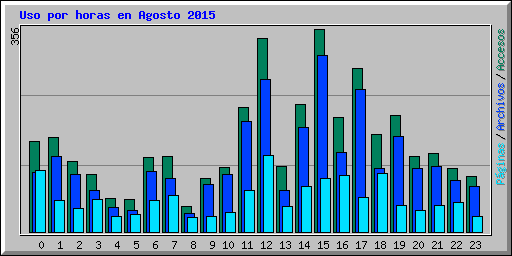 Uso por horas en Agosto 2015
356
Páginas / Archivos / Accesos
0 1 2 3 4 5 6 7 8 9 10 11 12 13 14 15 16 17 18 19 20 21 22 23